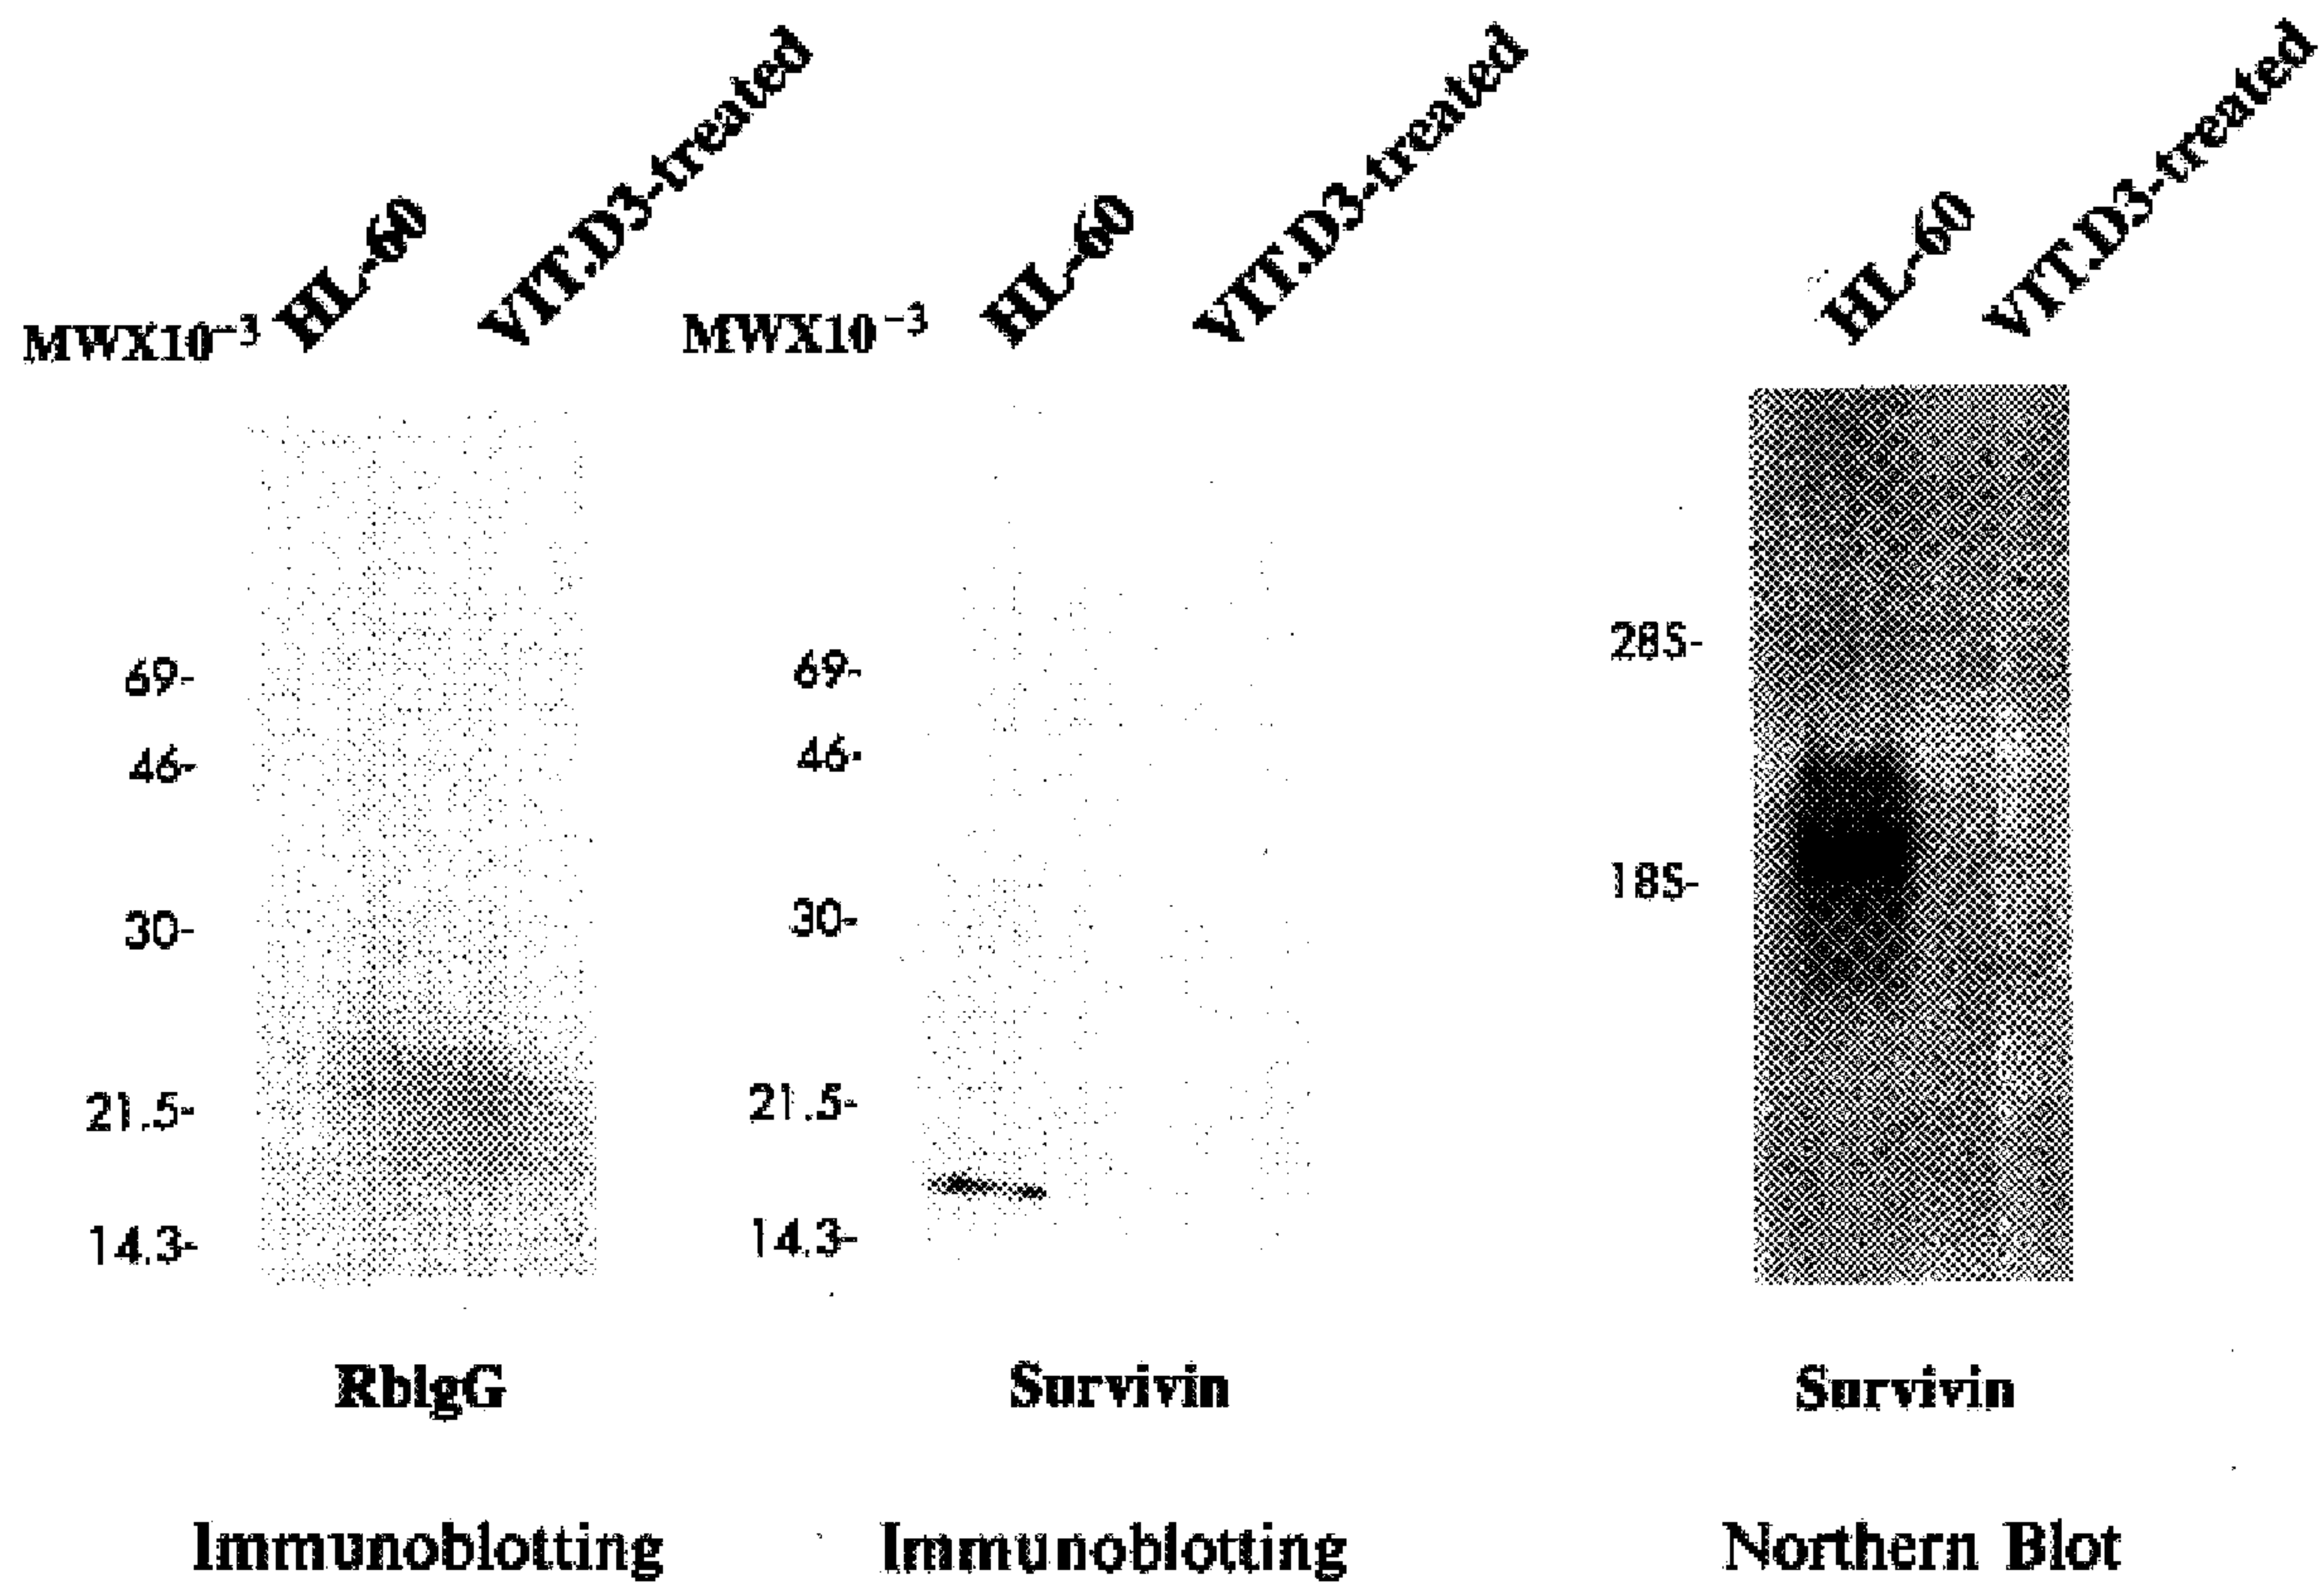 HL-60 VIT.D3-treated HL-60 VIT.D3-treated HL-60 VIT.D3-treated
MWX10⁻³ MWX10⁻³
69- 69- 28S-
46- 46-
30- 30- 18S-
21.5- 21.5-
14.3- 14.3-
RbIgG Survivin Survivin
Immunoblotting Immunoblotting Northern Blot